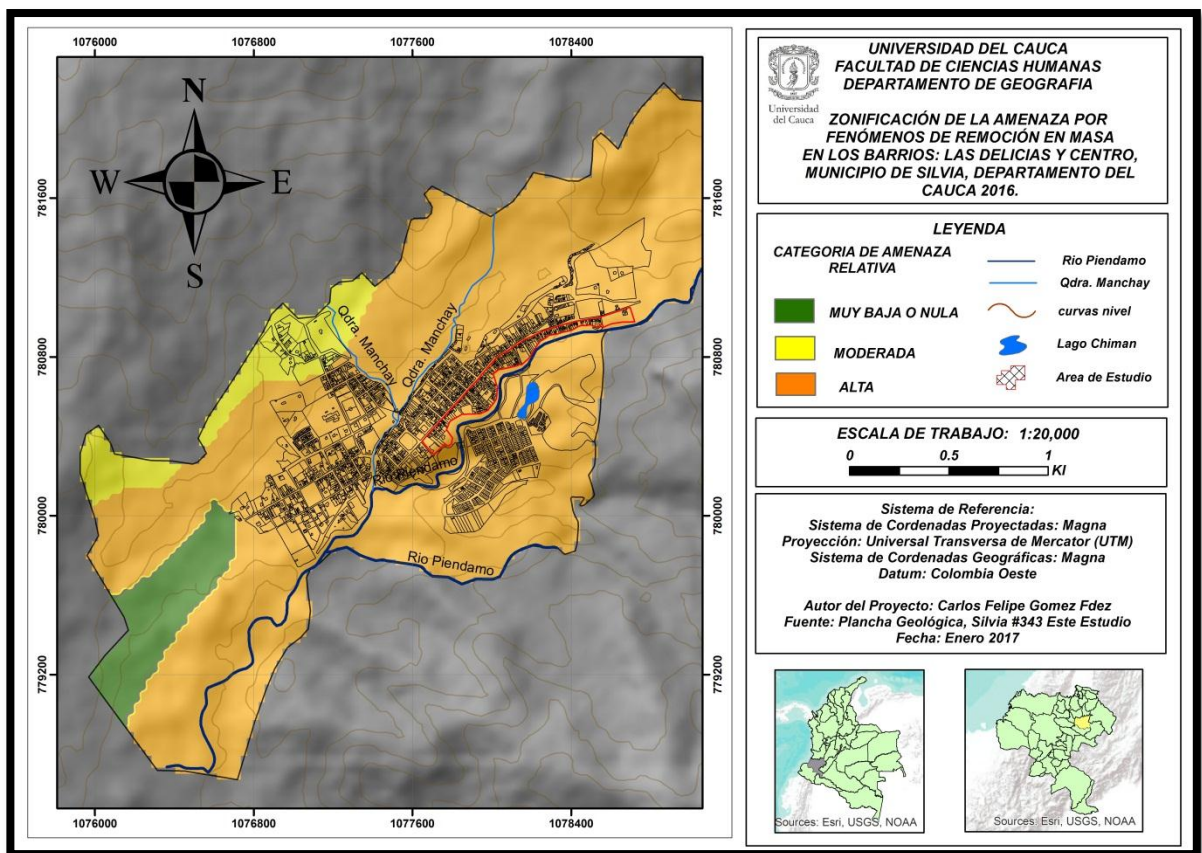 1076000
1076800
1077600
1078400
N
W
E
S
781600
780800
780000
779200
781600
780800
780000
779200
Qdra. Manchay
Qdra. Manchay
Rio Piendamo
Rio Piendamo
1076000
1076800
1077600
1078400
Universidad
del Cauca
UNIVERSIDAD DEL CAUCA
FACULTAD DE CIENCIAS HUMANAS
DEPARTAMENTO DE GEOGRAFIA
ZONIFICACIÓN DE LA AMENAZA POR
FENÓMENOS DE REMOCIÓN EN MASA
EN LOS BARRIOS: LAS DELICIAS Y CENTRO,
MUNICIPIO DE SILVIA, DEPARTAMENTO DEL
CAUCA 2016.
LEYENDA
CATEGORIA DE AMENAZA
RELATIVA
MUY BAJA O NULA
MODERADA
ALTA
Rio Piendamo
Qdra. Manchay
curvas nivel
Lago Chiman
Area de Estudio
ESCALA DE TRABAJO: 1:20,000
0 0.5 1
Kl
Sistema de Referencia:
Sistema de Cordenadas Proyectadas: Magna
Proyección: Universal Transversa de Mercator (UTM)
Sistema de Cordenadas Geográficas: Magna
Datum: Colombia Oeste
Autor del Proyecto: Carlos Felipe Gomez Fdez
Fuente: Plancha Geológica, Silvia #343 Este Estudio
Fecha: Enero 2017
Sources: Esri, USGS, NOAA
Sources: Esri, USGS, NOAA